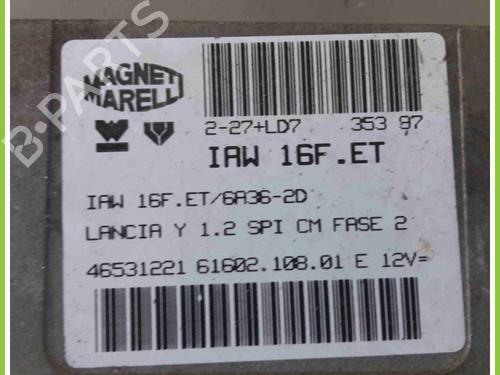 MAGNETI
MARELLI
2-27+LD7 353 97
IAW 16F.ET
IAW 16F.ET/6A36-2D
LANCIA Y 1.2 SPI CM FASE 2
46531221 61602.108.01 E 12V=
B-PARTS